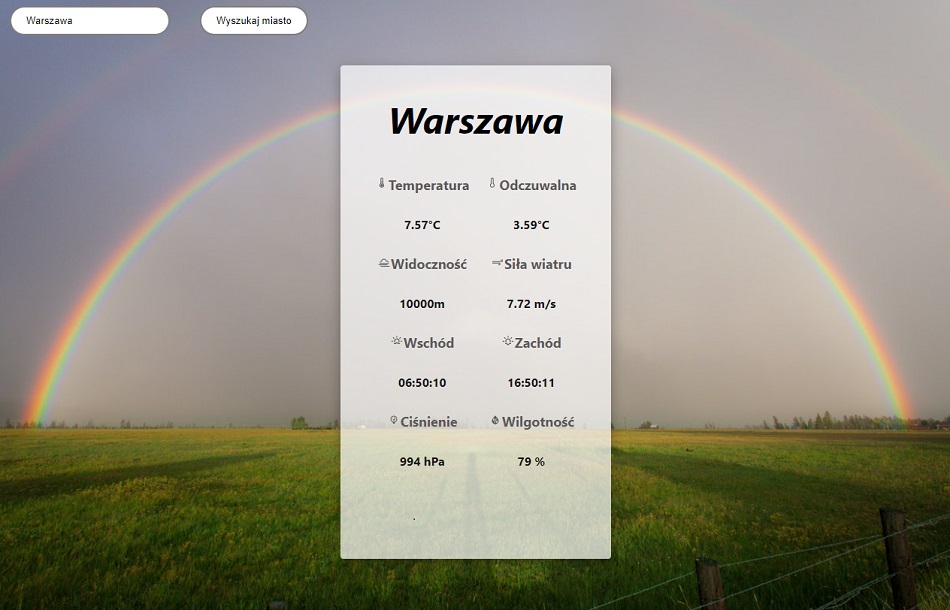 Warszawa Wyszukaj miasto
Warszawa
Temperatura Odczuwalna
7.57°C 3.59°C
Widoczność Siła wiatru
10000m 7.72 m/s
Wschód Zachód
06:50:10 16:50:11
Ciśnienie Wilgotność
994 hPa 79 %
.